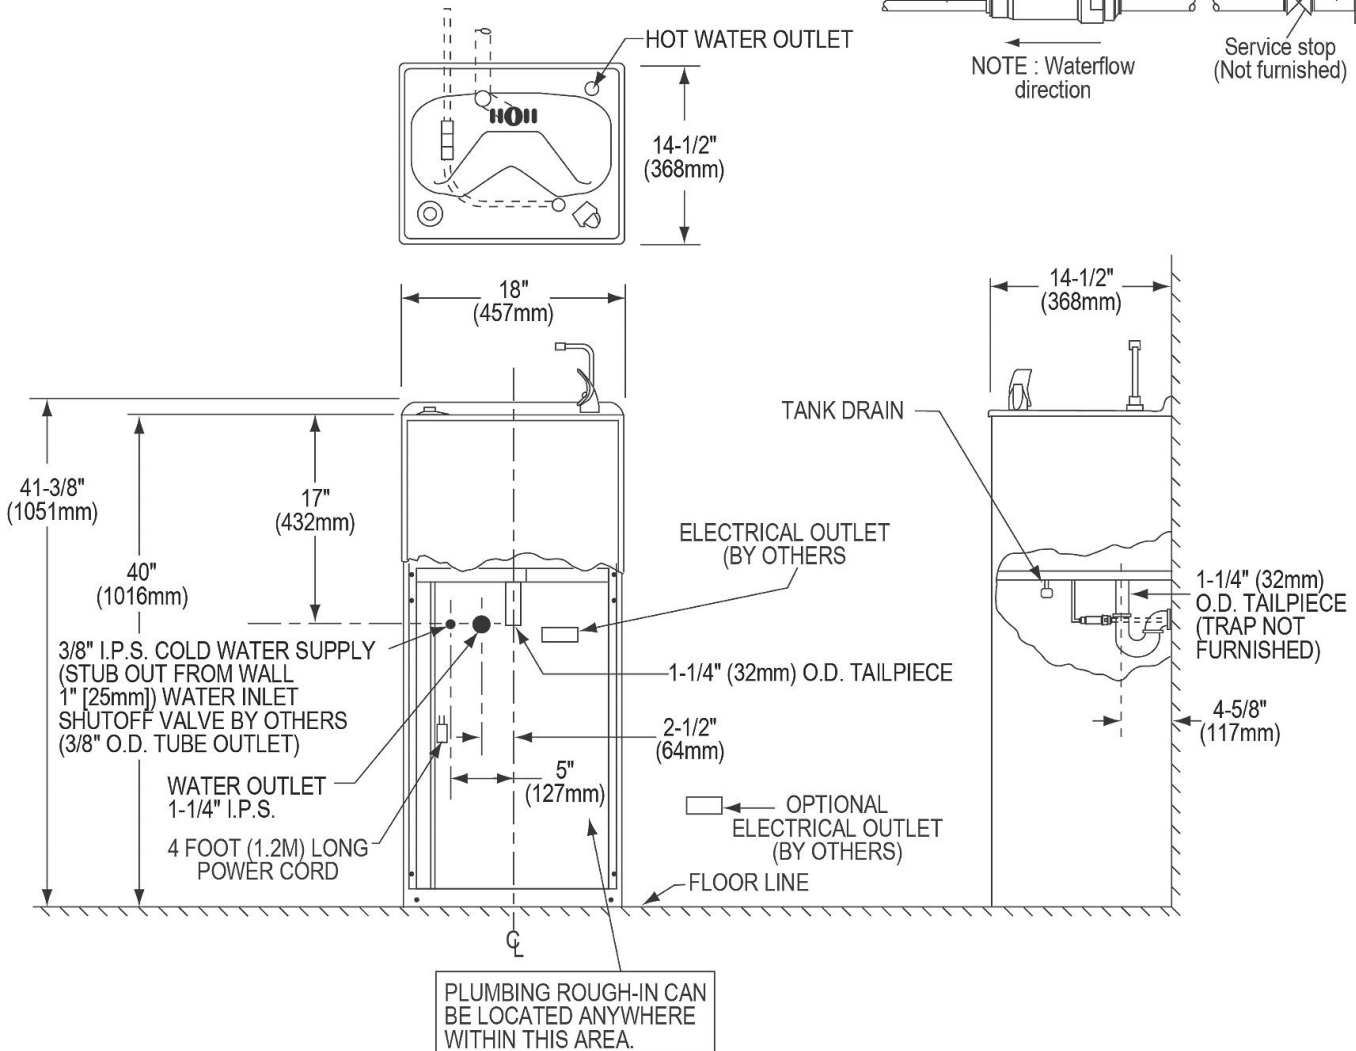 HOT WATER OUTLET
NOTE : Waterflow
direction
Service stop
(Not furnished)
14-1/2"
(368mm)
18"
(457mm)
14-1/2"
(368mm)
TANK DRAIN
41-3/8"
(1051mm)
17"
(432mm)
40"
(1016mm)
ELECTRICAL OUTLET
(BY OTHERS
1-1/4" (32mm)
O.D. TAILPIECE
(TRAP NOT
FURNISHED)
3/8" I.P.S. COLD WATER SUPPLY
(STUB OUT FROM WALL
1" [25mm]) WATER INLET
SHUTOFF VALVE BY OTHERS
(3/8" O.D. TUBE OUTLET)
1-1/4" (32mm) O.D. TAILPIECE
2-1/2"
(64mm)
4-5/8"
(117mm)
5"
(127mm)
WATER OUTLET
1-1/4" I.P.S.
4 FOOT (1.2M) LONG
POWER CORD
OPTIONAL
ELECTRICAL OUTLET
(BY OTHERS)
FLOOR LINE
CL
PLUMBING ROUGH-IN CAN
BE LOCATED ANYWHERE
WITHIN THIS AREA.